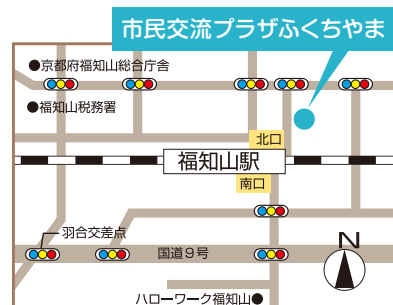 市民交流プラザふくちやま
●京都府福知山総合庁舎
●福知山税務署
北口
福知山駅
南口
羽合交差点
国道9号
N
ハローワーク福知山●